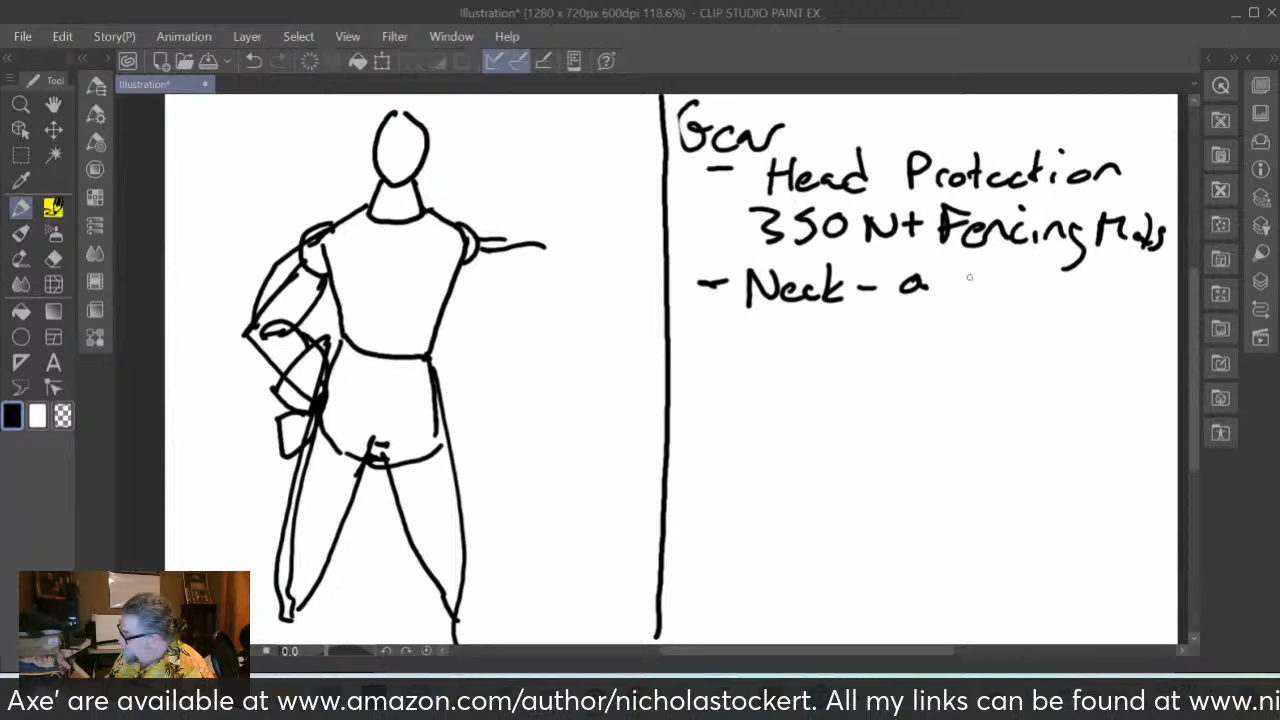 Illustration* (1280 x 720px 600dpi 118.6%) - CLIP STUDIO PAINT EX
File Edit Story(P) Animation Layer Select View Filter Window Help
Tool
Illustration*
Gear
- Head Protection
350 N+ Fencing
- Neck - a
A
0.0
Axe' are available at www.amazon.com/author/nicholastockert. All my links can be found at www.ni